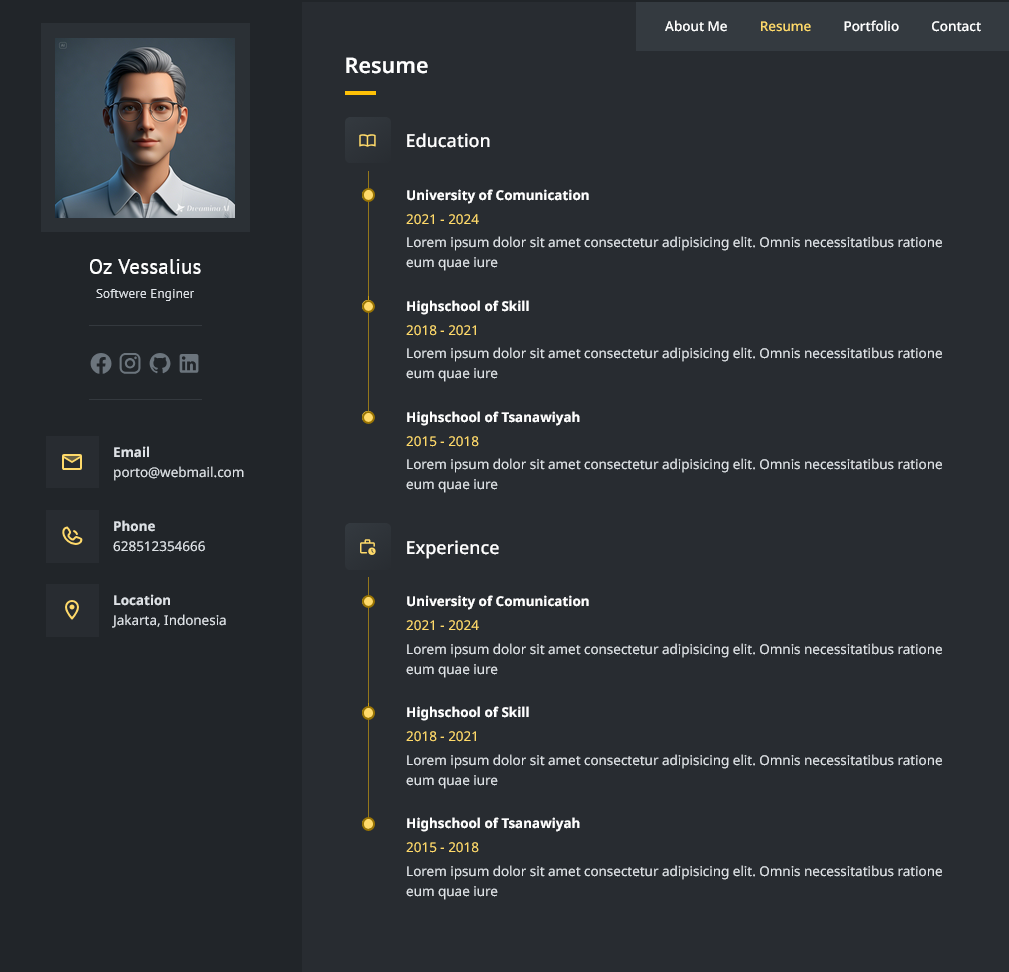 About Me
Resume
Portfolio
Contact
Dreamina AI
Oz Vessalius
Softwere Enginer
Email
porto@webmail.com
Phone
628512354666
Location
Jakarta, Indonesia
Resume
Education
University of Comunication
2021 - 2024
Lorem ipsum dolor sit amet consectetur adipisicing elit. Omnis necessitatibus ratione
eum quae iure
Highschool of Skill
2018 - 2021
Lorem ipsum dolor sit amet consectetur adipisicing elit. Omnis necessitatibus ratione
eum quae iure
Highschool of Tsanawiyah
2015 - 2018
Lorem ipsum dolor sit amet consectetur adipisicing elit. Omnis necessitatibus ratione
eum quae iure
Experience
University of Comunication
2021 - 2024
Lorem ipsum dolor sit amet consectetur adipisicing elit. Omnis necessitatibus ratione
eum quae iure
Highschool of Skill
2018 - 2021
Lorem ipsum dolor sit amet consectetur adipisicing elit. Omnis necessitatibus ratione
eum quae iure
Highschool of Tsanawiyah
2015 - 2018
Lorem ipsum dolor sit amet consectetur adipisicing elit. Omnis necessitatibus ratione
eum quae iure